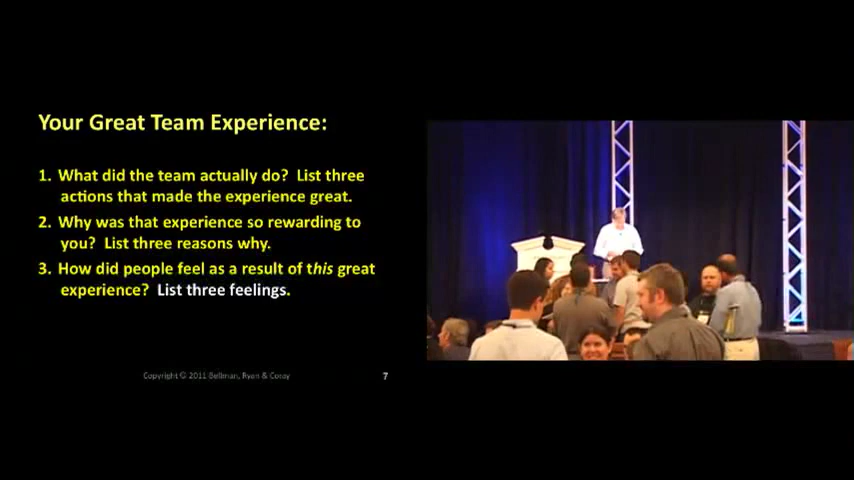 Your Great Team Experience:
1. What did the team actually do? List three
actions that made the experience great.
2. Why was that experience so rewarding to
you? List three reasons why.
3. How did people feel as a result of this great
experience? List three feelings.
Copyright © 2011 Bellman, Ryan & Coray
7